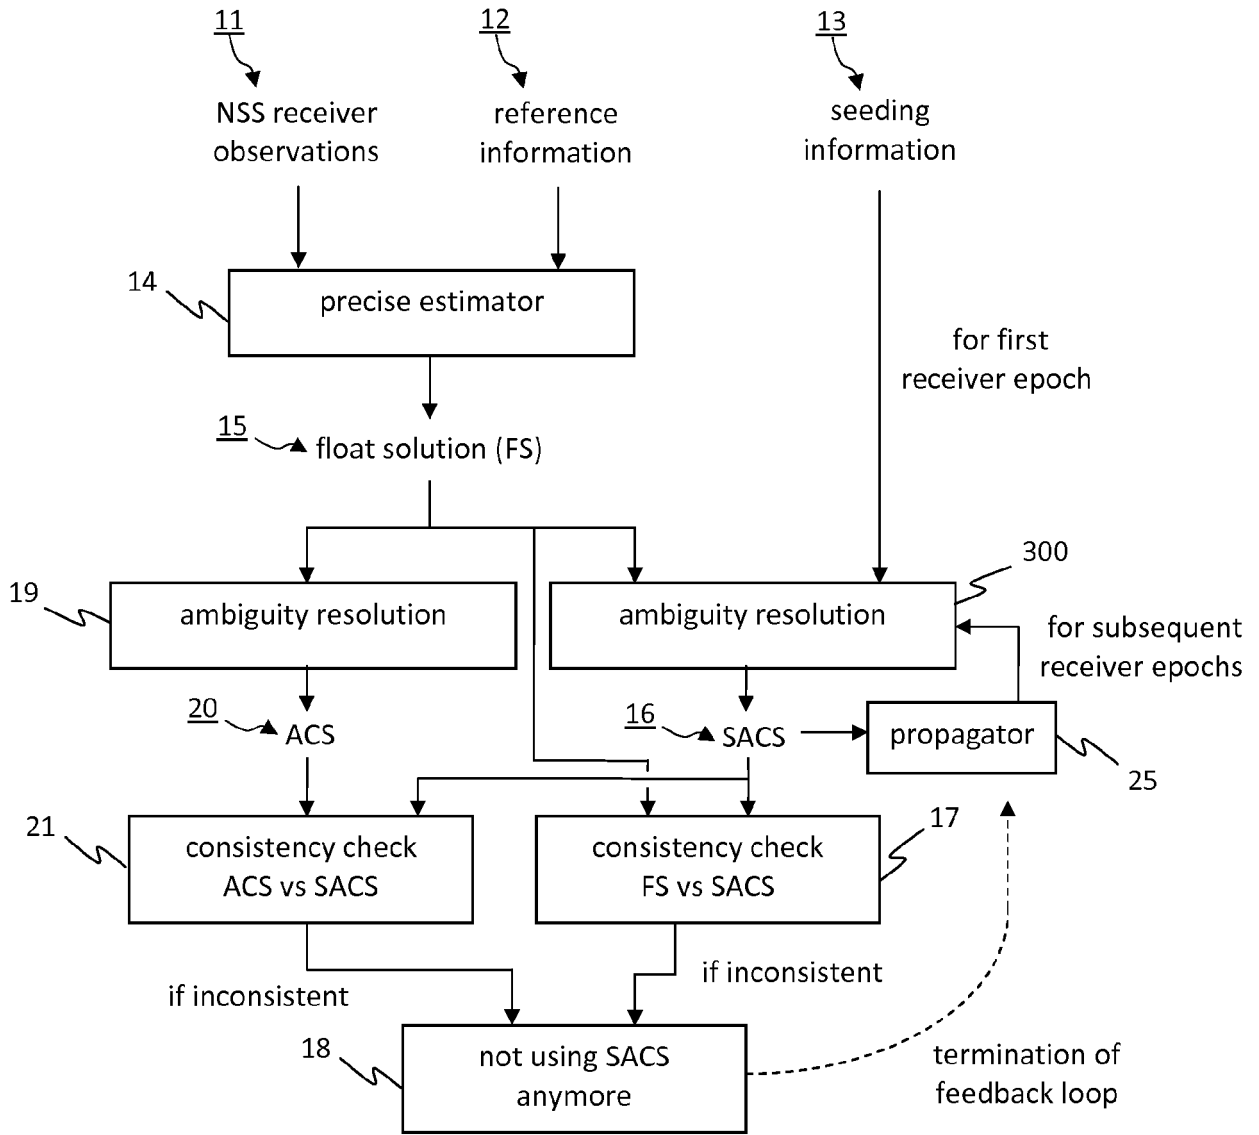 11
12
13
NSS receiver
observations
reference
information
seeding
information
14
precise estimator
for first
receiver epoch
15
float solution (FS)
300
19
ambiguity resolution
ambiguity resolution
for subsequent
receiver epochs
20
ACS
16
SACS
propagator
25
21
consistency check
ACS vs SACS
consistency check
FS vs SACS
17
if inconsistent
if inconsistent
18
not using SACS
anymore
termination of
feedback loop